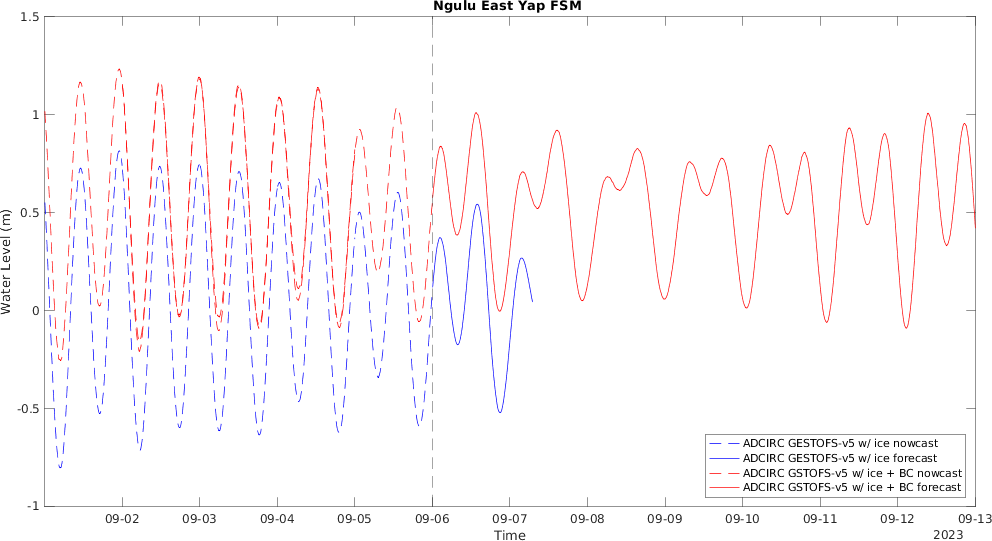 Ngulu East Yap FSM
1.5
1
0.5
0
-0.5
-1
Water Level (m)
ADCIRC GESTOFS-v5 w/ ice nowcast
ADCIRC GESTOFS-v5 w/ ice forecast
ADCIRC GSTOFS-v5 w/ ice + BC nowcast
ADCIRC GSTOFS-v5 w/ ice + BC forecast
09-02 09-03 09-04 09-05 09-06 09-07 09-08 09-09 09-10 09-11 09-12 09-13
Time
2023